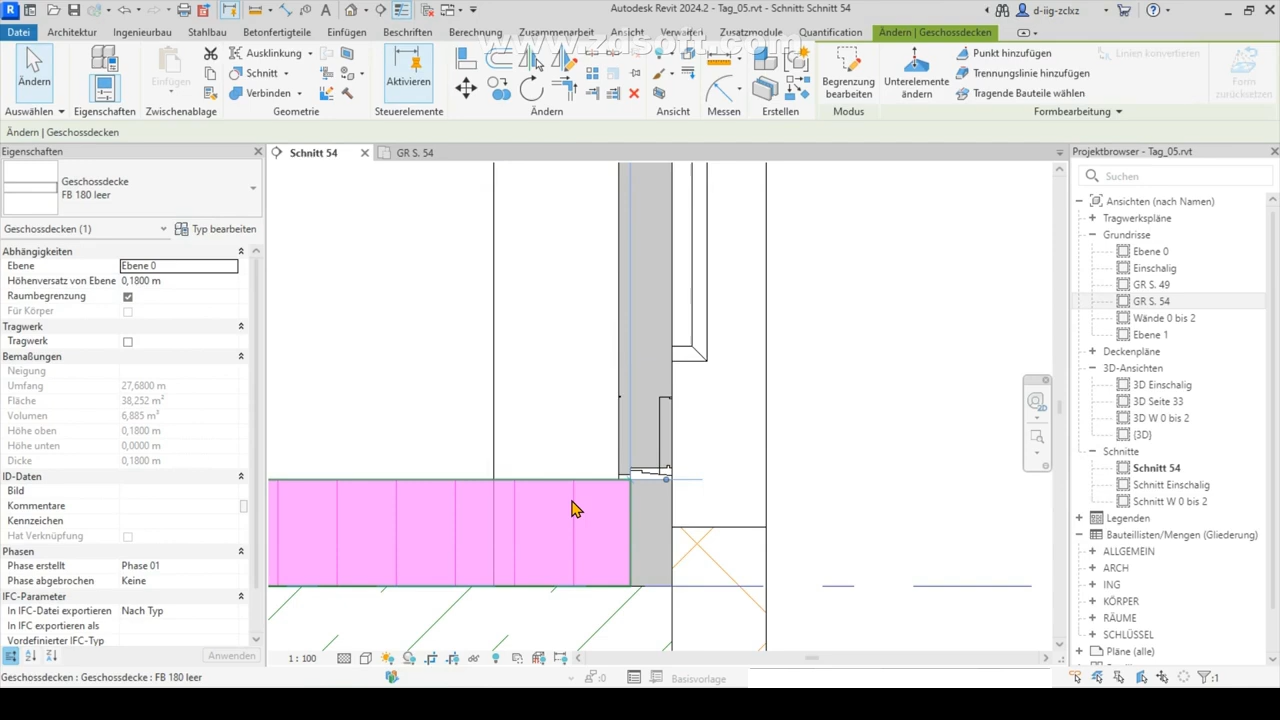 Autodesk Revit 2024.2 - Tag_05.rvt - Schnitt: Schnitt 54
d-iig-zclxz
Datei Architektur Ingenieurbau Stahlbau Betonfertigteile Einfügen Beschriften Berechnung Zusammenarbeit Ansicht Verwalten Zusatzmodule Quantification Ändern | Geschossdecken
Ändern
Einfügen
Ausklinkung
Schnitt
Verbinden
Aktivieren
Begrenzung bearbeiten
Unterelemente ändern
Punkt hinzufügen
Trennungslinie hinzufügen
Tragende Bauteile wählen
Linien konvertieren
Form zurücksetzen
Auswählen Eigenschaften Zwischenablage Geometrie Steuerelemente Ändern Ansicht Messen Erstellen Modus Formbearbeitung
Ändern | Geschossdecken
Eigenschaften
Geschossdecke
FB 180 leer
Geschossdecken (1)
Typ bearbeiten
Abhängigkeiten
Ebene Ebene 0
Höhenversatz von Ebene 0,1800 m
Raumbegrenzung
Für Körper
Tragwerk
Tragwerk
Bemaßungen
Neigung
Umfang 27,6800 m
Fläche 38,252 m²
Volumen 6,885 m³
Höhe oben 0,1800 m
Höhe unten 0,0000 m
Dicke 0,1800 m
ID-Daten
Bild
Kommentare
Kennzeichen
Hat Verknüpfung
Phasen
Phase erstellt Phase 01
Phase abgebrochen Keine
IFC-Parameter
In IFC-Datei exportieren Nach Typ
In IFC exportieren als
Vordefinierter IFC-Typ
Anwenden
Schnitt 54
GR S. 54
1 : 100
Projektbrowser - Tag_05.rvt
Suchen
Ansichten (nach Namen)
Tragwerkspläne
Grundrisse
Ebene 0
Einschalig
GR S. 49
GR S. 54
Wände 0 bis 2
Ebene 1
Deckenpläne
3D-Ansichten
3D Einschalig
3D Seite 33
3D W 0 bis 2
{3D}
Schnitte
Schnitt 54
Schnitt Einschalig
Schnitt W 0 bis 2
Legenden
Bauteillisten/Mengen (Gliederung)
ALLGEMEIN
ARCH
ING
KÖRPER
RÄUME
SCHLÜSSEL
Pläne (alle)
Geschossdecken : Geschossdecke : FB 180 leer
:0
Basisvorlage
:1